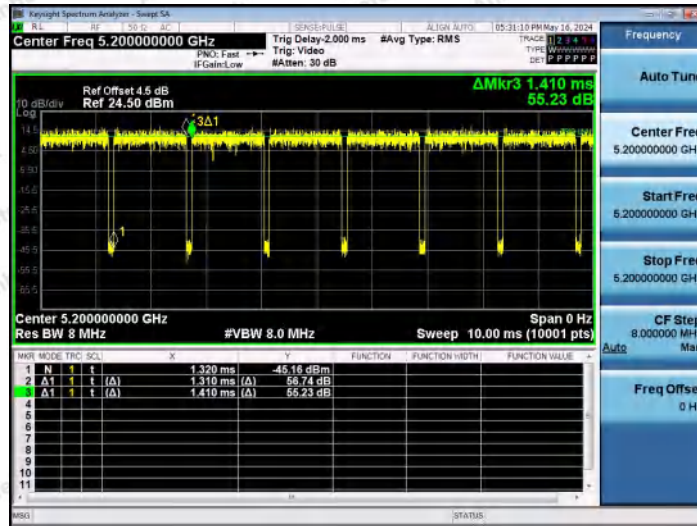 Keysight Spectrum Analyzer - Swept SA
RL RF 50 Ω AC SENSE:PULSE ALIGN AUTO 05:31:10 PM May 16, 2024
Center Freq 5.200000000 GHz
PNO: Fast
IFGain:Low
Trig Delay-2.000 ms
Trig: Video
#Atten: 30 dB
#Avg Type: RMS
TRACE 1 2 3 4 5 6
TYPE W
DET P P P P P P
Frequency
Auto Tune
ΔMkr3 1.410 ms
55.23 dB
Ref Offset 4.5 dB
Ref 24.50 dBm
10 dB/div
Log
14.5
4.50
-5.50
-15.5
-25.5
-35.5
-45.5
-55.5
-65.5
3Δ1
1
Center Freq
5.200000000 GH
Start Fre
5.200000000 GH
Stop Fre
5.200000000 GH
Center 5.200000000 GHz
Res BW 8 MHz
#VBW 8.0 MHz
Span 0 Hz
Sweep 10.00 ms (10001 pts)
CF Step
8.000000 MH
Auto Ma
Freq Offse
0 H
MKR MODE TRC SCL X Y FUNCTION FUNCTION WIDTH FUNCTION VALUE
1 N 1 t 1.320 ms -45.16 dBm
2 Δ1 1 t (Δ) 1.310 ms (Δ) 56.74 dB
3 Δ1 1 t (Δ) 1.410 ms (Δ) 55.23 dB
4
5
6
7
8
9
10
11
MSG STATUS